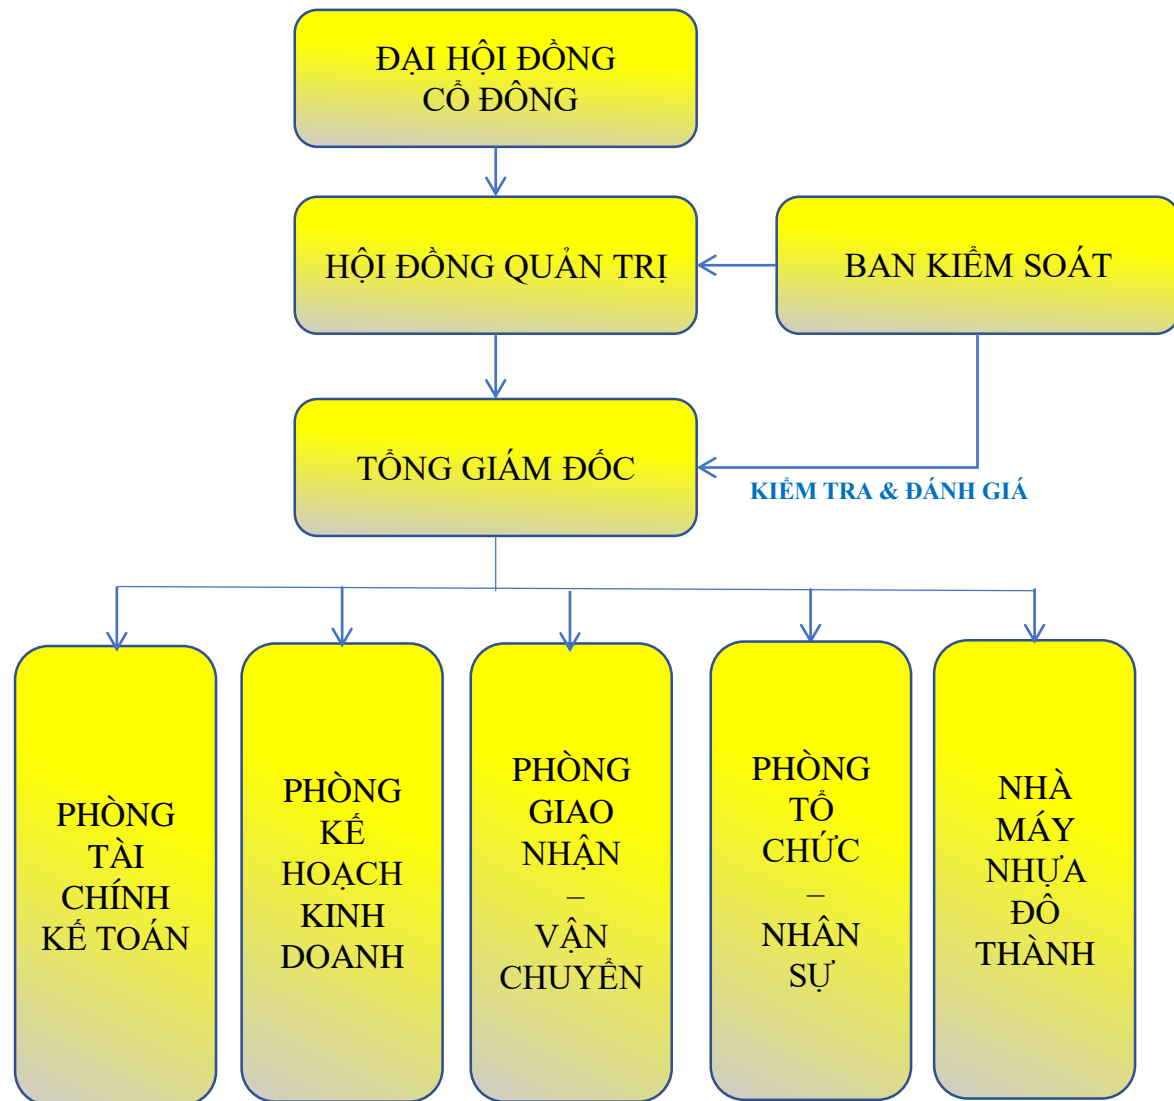 ĐẠI HỘI ĐỒNG
CỔ ĐÔNG
HỘI ĐỒNG QUẢN TRỊ
BAN KIỂM SOÁT
TỔNG GIÁM ĐỐC
KIỂM TRA & ĐÁNH GIÁ
PHÒNG
TÀI
CHÍNH
KẾ TOÁN
PHÒNG
KẾ
HOẠCH
KINH
DOANH
PHÒNG
GIAO
NHẬN
–
VẬN
CHUYỂN
PHÒNG
TỔ
CHỨC
–
NHÂN
SỰ
NHÀ
MÁY
NHỰA
ĐÔ
THÀNH